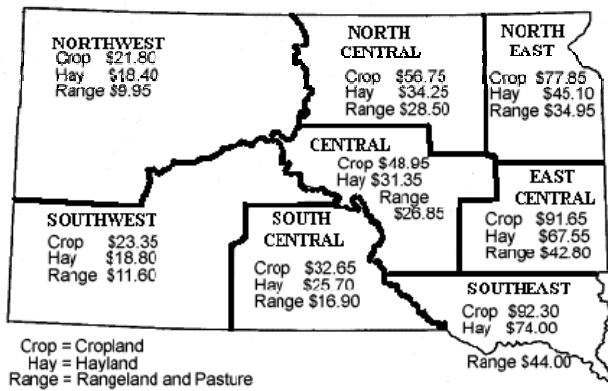 NORTHWEST
Crop $21.80
Hay $18.40
Range $9.95
NORTH
CENTRAL
Crop $56.75
Hay $34.25
Range $28.50
NORTH
EAST
Crop $77.85
Hay $45.10
Range $34.95
CENTRAL
Crop $48.95
Hay $31.35
Range
$26.85
EAST
CENTRAL
Crop $91.65
Hay $67.55
Range $42.80
SOUTHWEST
Crop $23.35
Hay $18.80
Range $11.60
SOUTH
CENTRAL
Crop $32.65
Hay $25.70
Range $16.90
SOUTHEAST
Crop $92.30
Hay $74.00
Range $44.00
Crop = Cropland
Hay = Hayland
Range = Rangeland and Pasture